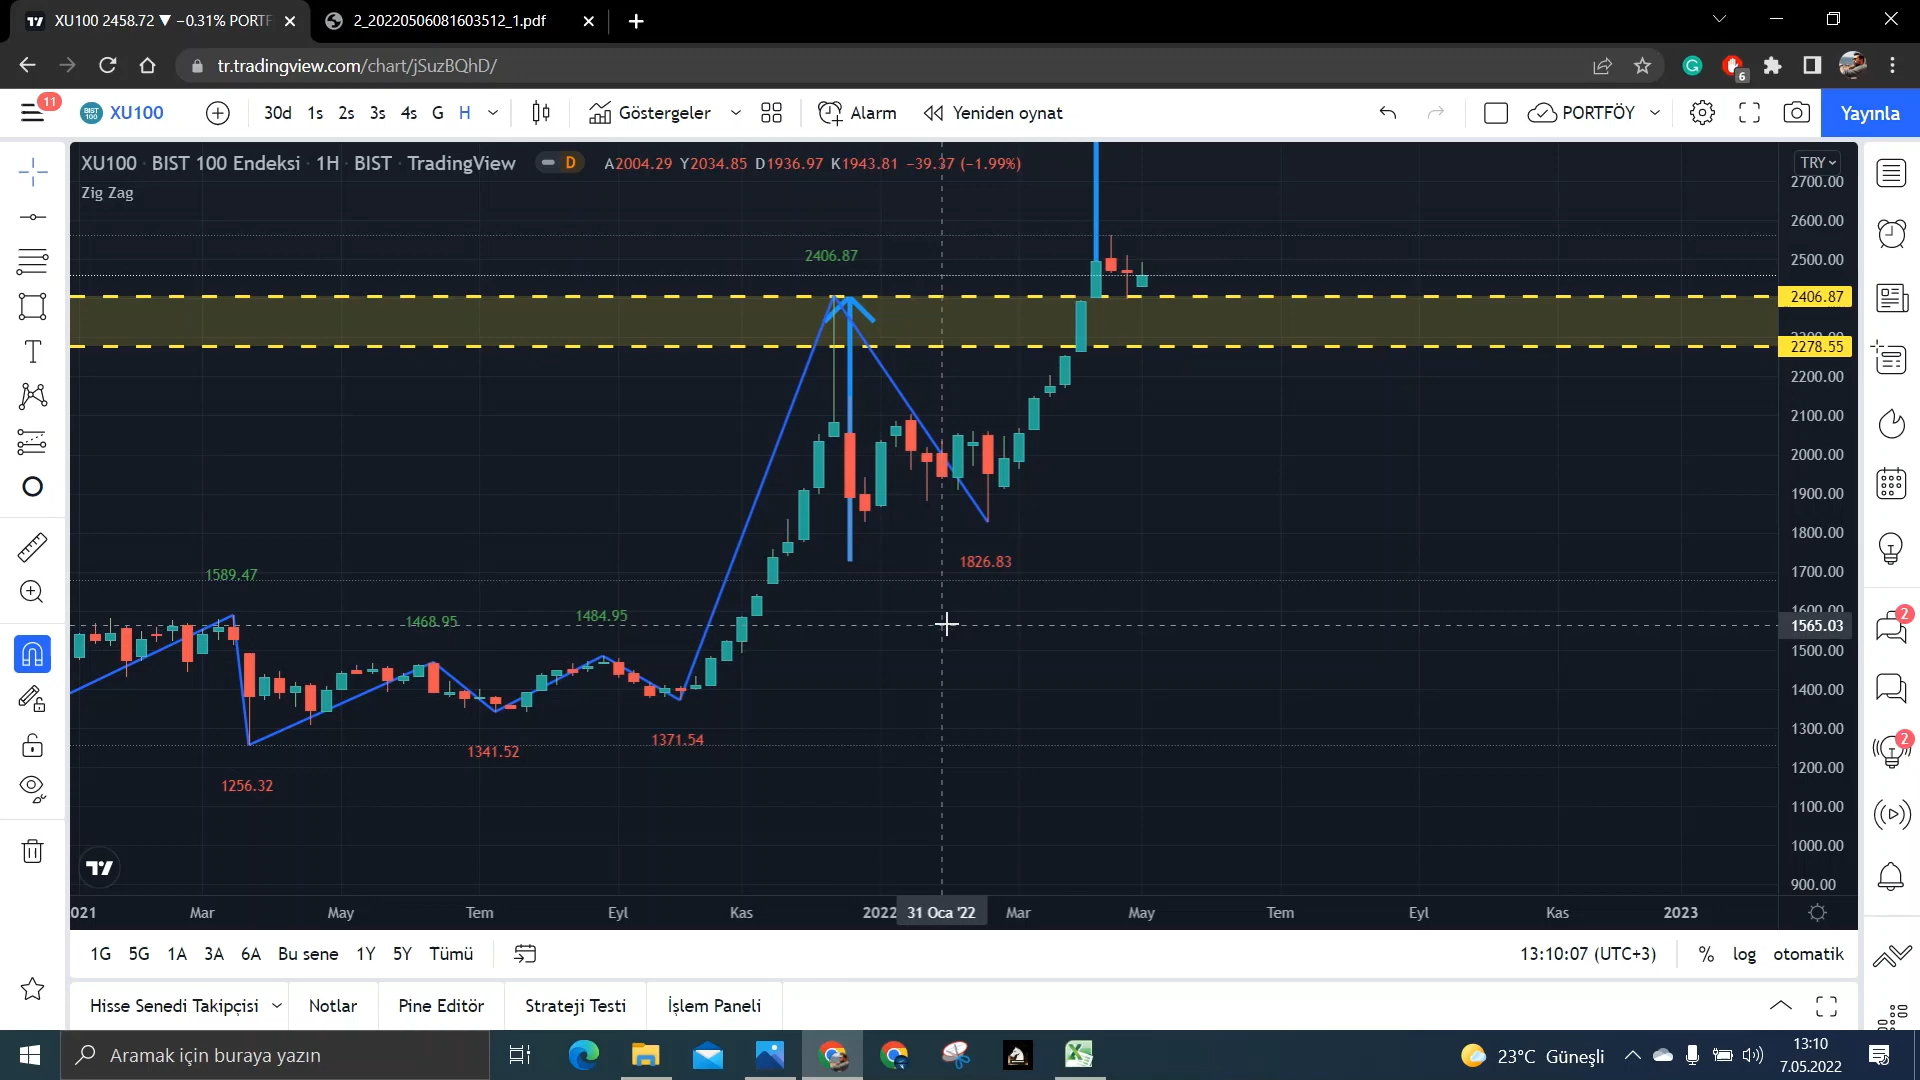 XU100 2458.72 ▼ −0.31% PORTF
2_20220506081603512_1.pdf
tr.tradingview.com/chart/jSuzBQhD/
6
11
BIST 100
XU100
30d 1s 2s 3s 4s G H
Göstergeler
Alarm
Yeniden oynat
PORTFÖY
Yayınla
XU100 · BIST 100 Endeksi · 1H · BIST · TradingView
D
A2004.29 Y2034.85 D1936.97 K1943.81 −39.37 (−1.99%)
Zig Zag
TRY
2700.00
2600.00
2500.00
2406.87
2300.00
2278.55
2200.00
2100.00
2000.00
1900.00
1800.00
1700.00
1600.00
1565.03
1500.00
1400.00
1300.00
1200.00
1100.00
1000.00
900.00
2406.87
1826.83
1589.47
1468.95
1484.95
1371.54
1341.52
1256.32
2
2
021 Mar May Tem Eyl Kas 2022 31 Oca '22 Mar May Tem Eyl Kas 2023
1G 5G 1A 3A 6A Bu sene 1Y 5Y Tümü
13:10:07 (UTC+3) % log otomatik
Hisse Senedi Takipçisi Notlar Pine Editör Strateji Testi İşlem Paneli
Aramak için buraya yazın
23°C Güneşli
13:10
7.05.2022